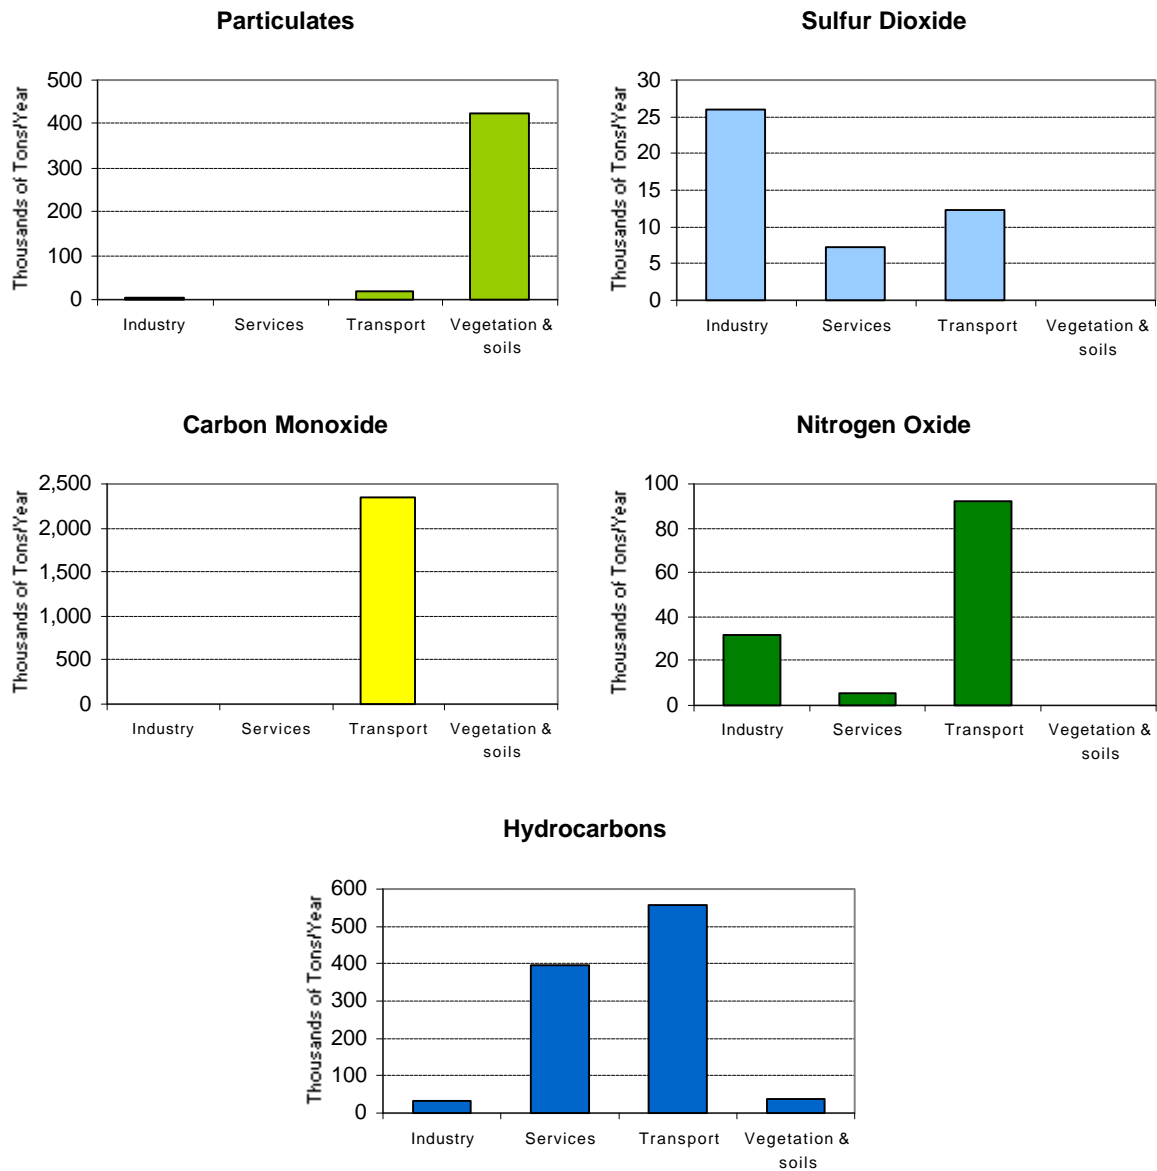 Particulates
Thousands of Tons/Year
500
400
300
200
100
0
Industry Services Transport Vegetation &
soils
Sulfur Dioxide
Thousands of Tons/Year
30
25
20
15
10
5
0
Industry Services Transport Vegetation &
soils
Carbon Monoxide
Thousands of Tons/Year
2,500
2,000
1,500
1,000
500
0
Industry Services Transport Vegetation &
soils
Nitrogen Oxide
Thousands of Tons/Year
100
80
60
40
20
0
Industry Services Transport Vegetation &
soils
Hydrocarbons
Thousands of Tons/Year
600
500
400
300
200
100
0
Industry Services Transport Vegetation &
soils